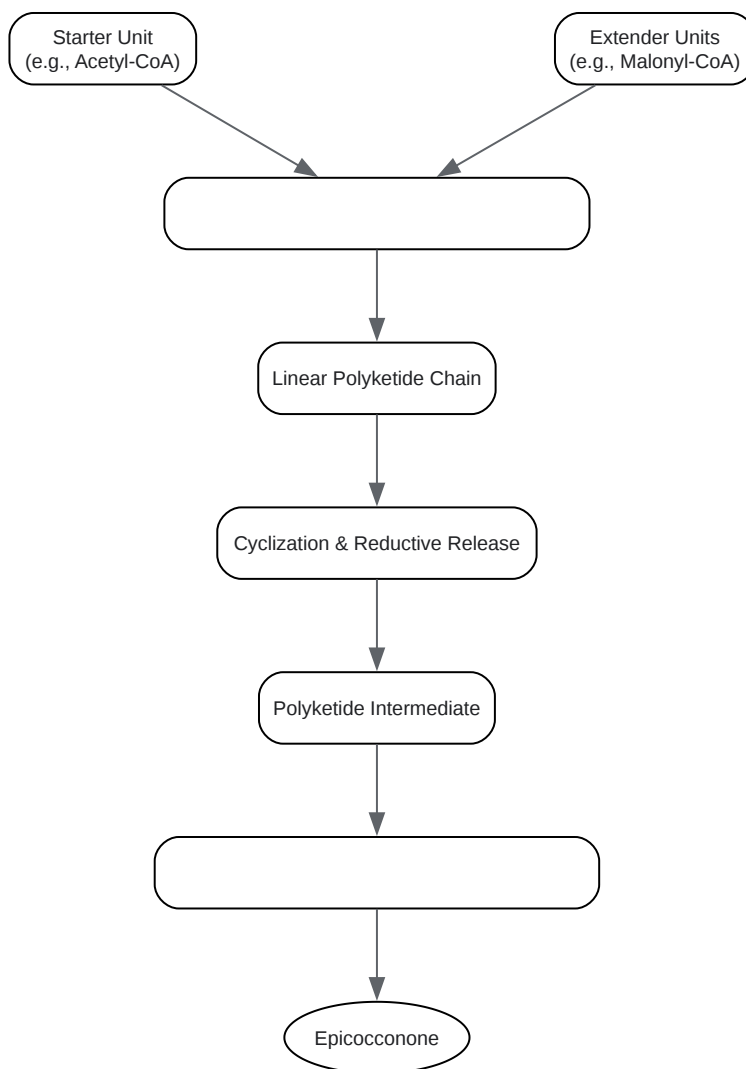 Starter Unit
(e.g., Acetyl-CoA)
Extender Units
(e.g., Malonyl-CoA)
Linear Polyketide Chain
Cyclization & Reductive Release
Polyketide Intermediate
Epicocconone